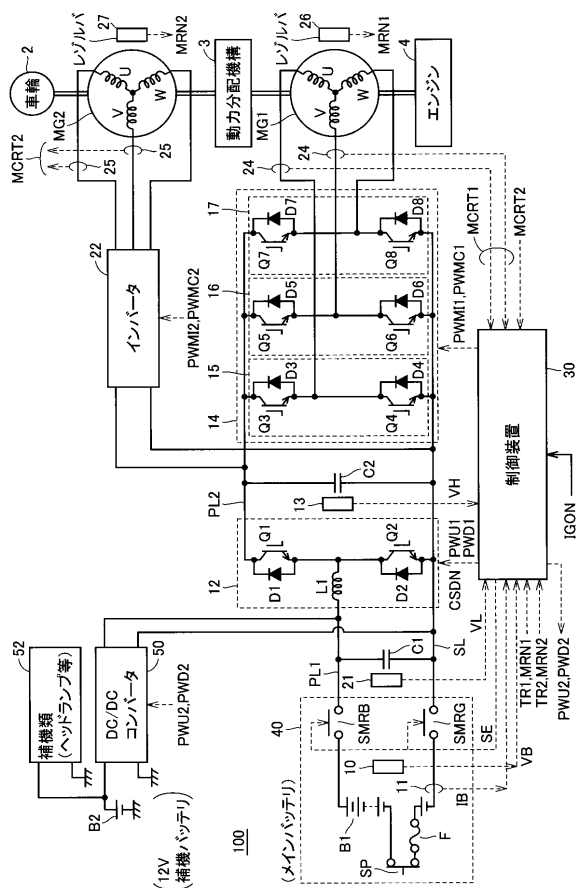 100
52
補機類
(ヘッドランプ等)
50
DC/DC
コンバータ
B2
(12V
補機バッテリ)
PWU2,PWD2
(メインバッテリ)
40
B1
SP
F
10
11
SMRB
SMRG
IB
VB
SE
PL1
21
C1
SL
VL
12
L1
D1
Q1
D2
Q2
CSDN
PWU1
PWD1
PL2
13
C2
VH
14
15
Q3
D3
Q4
D4
16
Q5
D5
Q6
D6
17
Q7
D7
Q8
D8
22
インバータ
PWMI2,PWMC2
PWMI1,PWMC1
MCRT2
25
25
24
24
MCRT1
MCRT2
2
車輪
27
レゾルバ
MRN2
MG2
U
V
W
3
動力分配機構
26
レゾルバ
MRN1
MG1
U
V
W
4
エンジン
30
制御装置
IGON
TR1,MRN1
TR2,MRN2
PWU2,PWD2